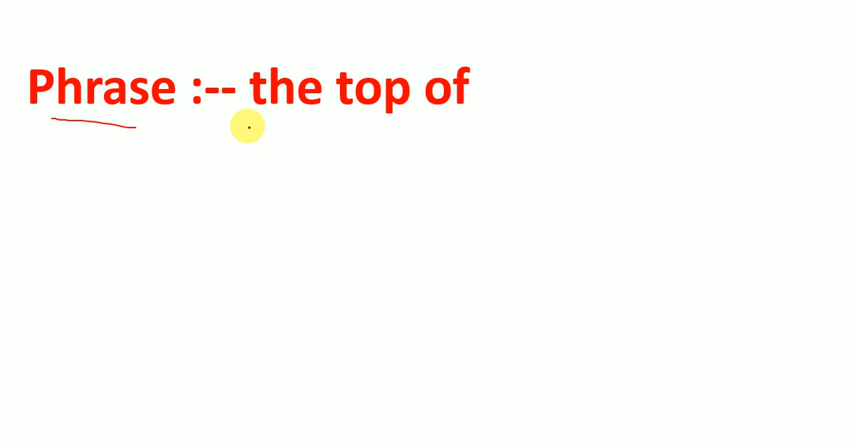 Phrase :-- the top of